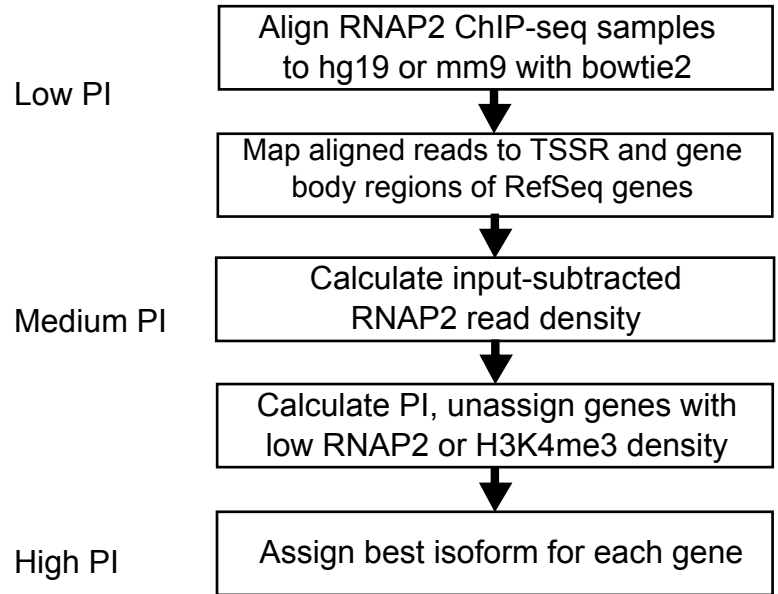 Align RNAP2 ChIP-seq samples
to hg19 or mm9 with bowtie2
Low PI
Map aligned reads to TSSR and gene
body regions of RefSeq genes
Calculate input-subtracted
RNAP2 read density
Medium PI
Calculate PI, unassign genes with
low RNAP2 or H3K4me3 density
Assign best isoform for each gene
High PI